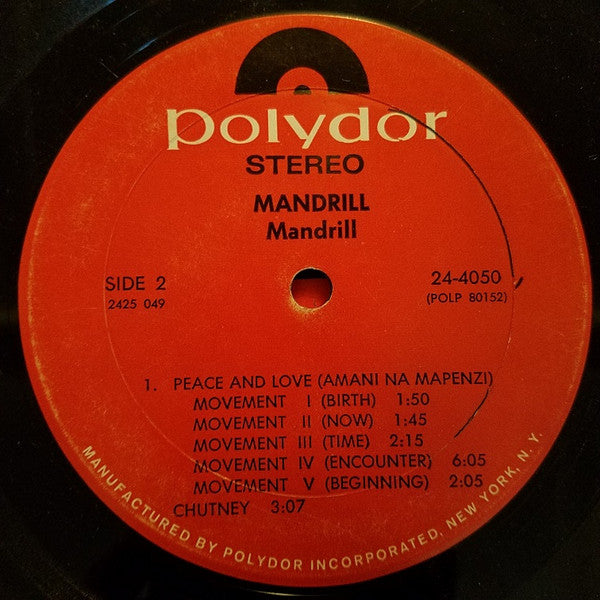 polydor
STEREO
MANDRILL
Mandrill
SIDE 2
2425 049
24-4050
(POLP 80152)
1. PEACE AND LOVE (AMANI NA MAPENZI)
MOVEMENT I (BIRTH) 1:50
MOVEMENT II (NOW) 1:45
MOVEMENT III (TIME) 2:15
MOVEMENT IV (ENCOUNTER) 6:05
MOVEMENT V (BEGINNING) 2:05
CHUTNEY 3:07
MANUFACTURED BY POLYDOR INCORPORATED, NEW YORK, N. Y.